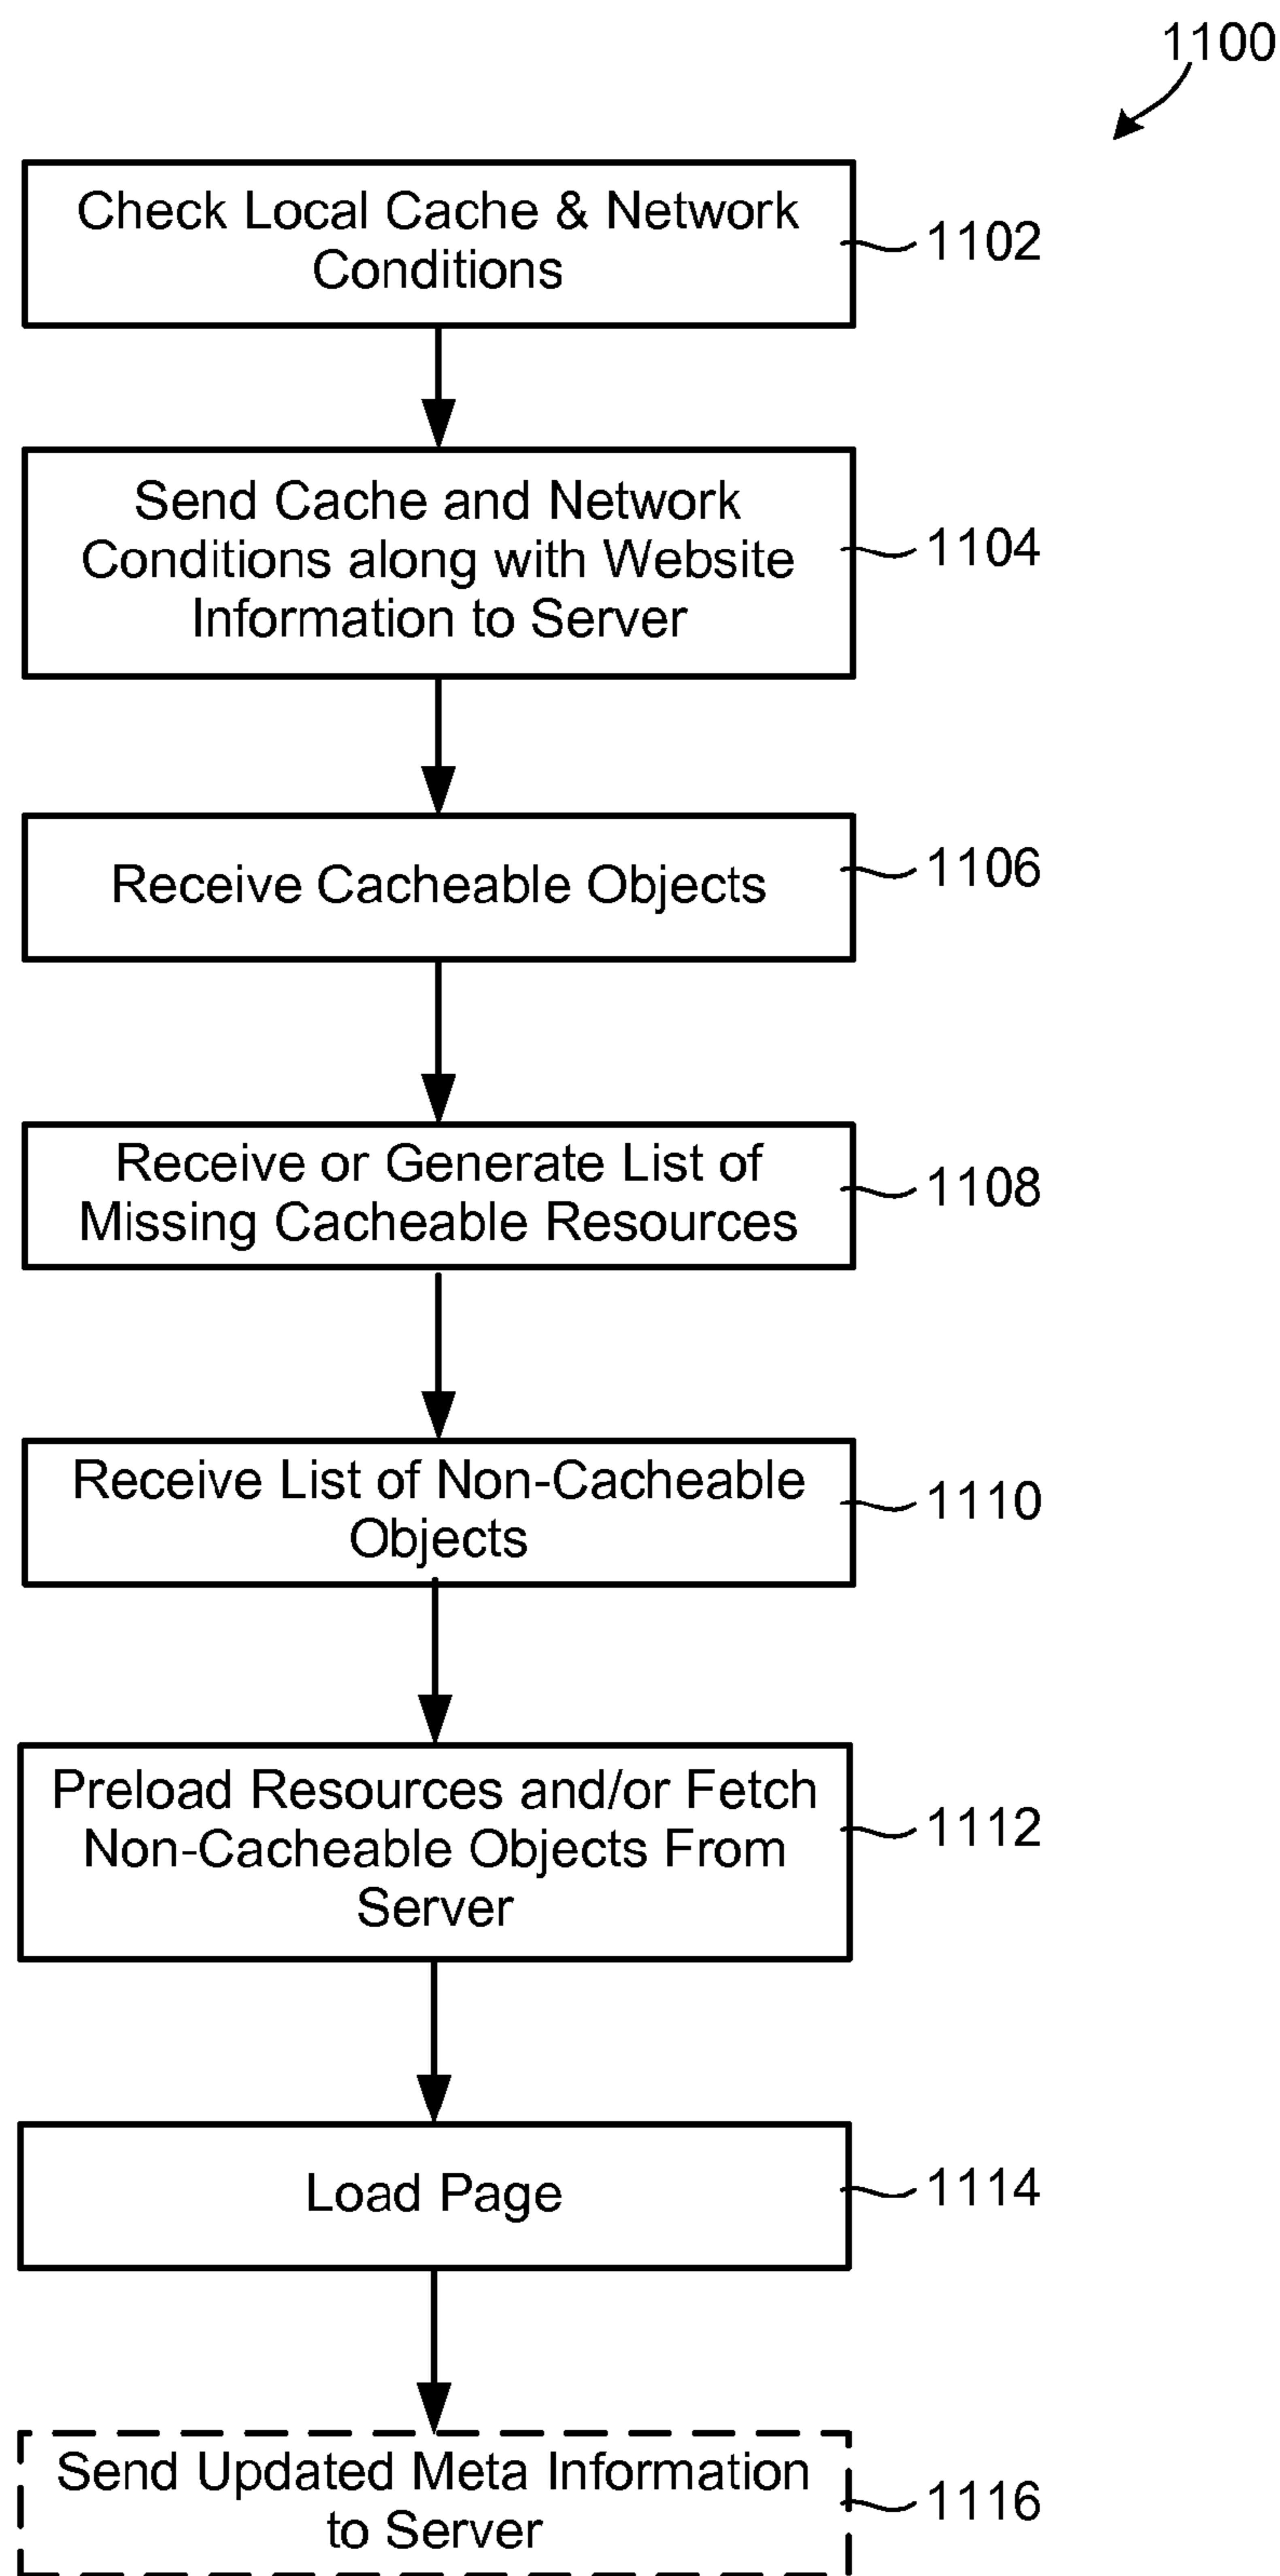 1100
Check Local Cache & Network
Conditions
1102
Send Cache and Network
Conditions along with Website
Information to Server
1104
Receive Cacheable Objects
1106
Receive or Generate List of
Missing Cacheable Resources
1108
Receive List of Non-Cacheable
Objects
1110
Preload Resources and/or Fetch
Non-Cacheable Objects From
Server
1112
Load Page
1114
Send Updated Meta Information
to Server
1116